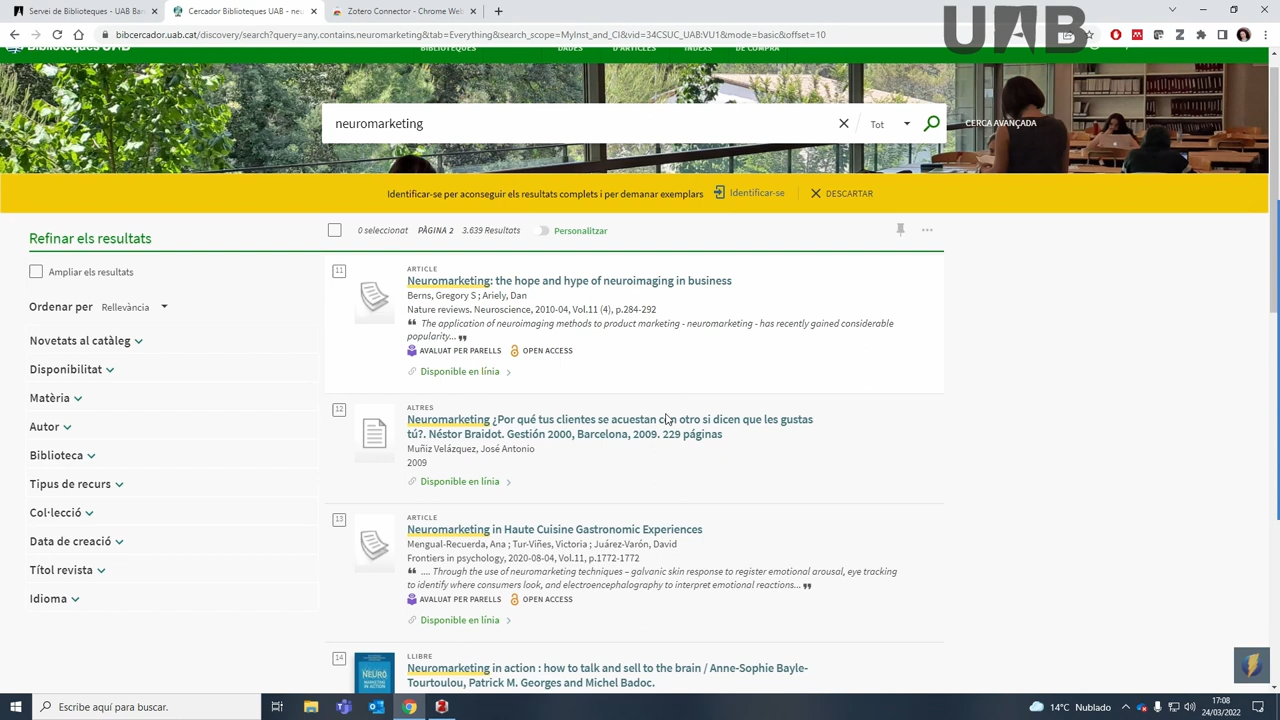 Servei de Biblioteques - UAB Bar
Cercador Biblioteques UAB - neu
Zotero Connector - Chrome Web
bibcercador.uab.cat/discovery/search?query=any,contains,neuromarketing&tab=Everything&search_scope=MyInst_and_CI&vid=34CSUC_UAB:VU1&mode=basic&offset=10
UAB
Biblioteques UAB
BIBLIOTEQUES
DADES
D'ARTICLES
ÍNDEXS
DE COMPRA
neuromarketing
Tot
CERCA AVANÇADA
Identificar-se per aconseguir els resultats complets i per demanar exemplars
Identificar-se
DESCARTAR
Refinar els resultats
0 seleccionat PÀGINA 2 3.639 Resultats
Personalitzar
Ampliar els resultats
Ordenar per Rellevància
Novetats al catàleg
Disponibilitat
Matèria
Autor
Biblioteca
Tipus de recurs
Col·lecció
Data de creació
Títol revista
Idioma
11
ARTICLE
Neuromarketing: the hope and hype of neuroimaging in business
Berns, Gregory S ; Ariely, Dan
Nature reviews. Neuroscience, 2010-04, Vol.11 (4), p.284-292
The application of neuroimaging methods to product marketing - neuromarketing - has recently gained considerable
popularity...
AVALUAT PER PARELLS OPEN ACCESS
Disponible en línia
12
ALTRES
Neuromarketing ¿Por qué tus clientes se acuestan con otro si dicen que les gustas
tú?. Néstor Braidot. Gestión 2000, Barcelona, 2009. 229 páginas
Muñiz Velázquez, José Antonio
2009
Disponible en línia
13
ARTICLE
Neuromarketing in Haute Cuisine Gastronomic Experiences
Mengual-Recuerda, Ana ; Tur-Viñes, Victoria ; Juárez-Varón, David
Frontiers in psychology, 2020-08-04, Vol.11, p.1772-1772
.... Through the use of neuromarketing techniques – galvanic skin response to register emotional arousal, eye tracking
to identify where consumers look, and electroencephalography to interpret emotional reactions...
AVALUAT PER PARELLS OPEN ACCESS
Disponible en línia
14
LLIBRE
Neuromarketing in action : how to talk and sell to the brain / Anne-Sophie Bayle-
Tourtoulou, Patrick M. Georges and Michel Badoc.
Escribe aquí para buscar.
14°C Nublado
17:08
24/03/2022